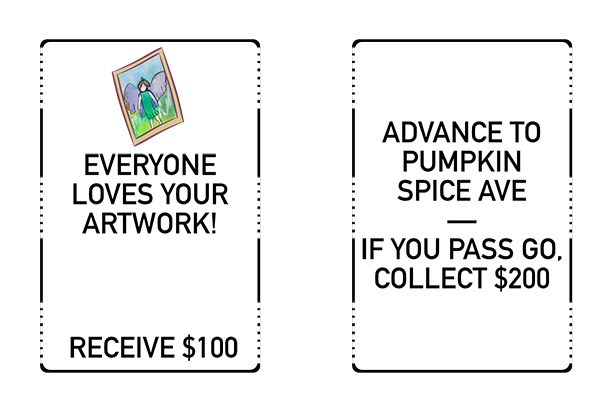 EVERYONE
LOVES YOUR
ARTWORK!
RECEIVE $100
ADVANCE TO
PUMPKIN
SPICE AVE
—
IF YOU PASS GO,
COLLECT $200